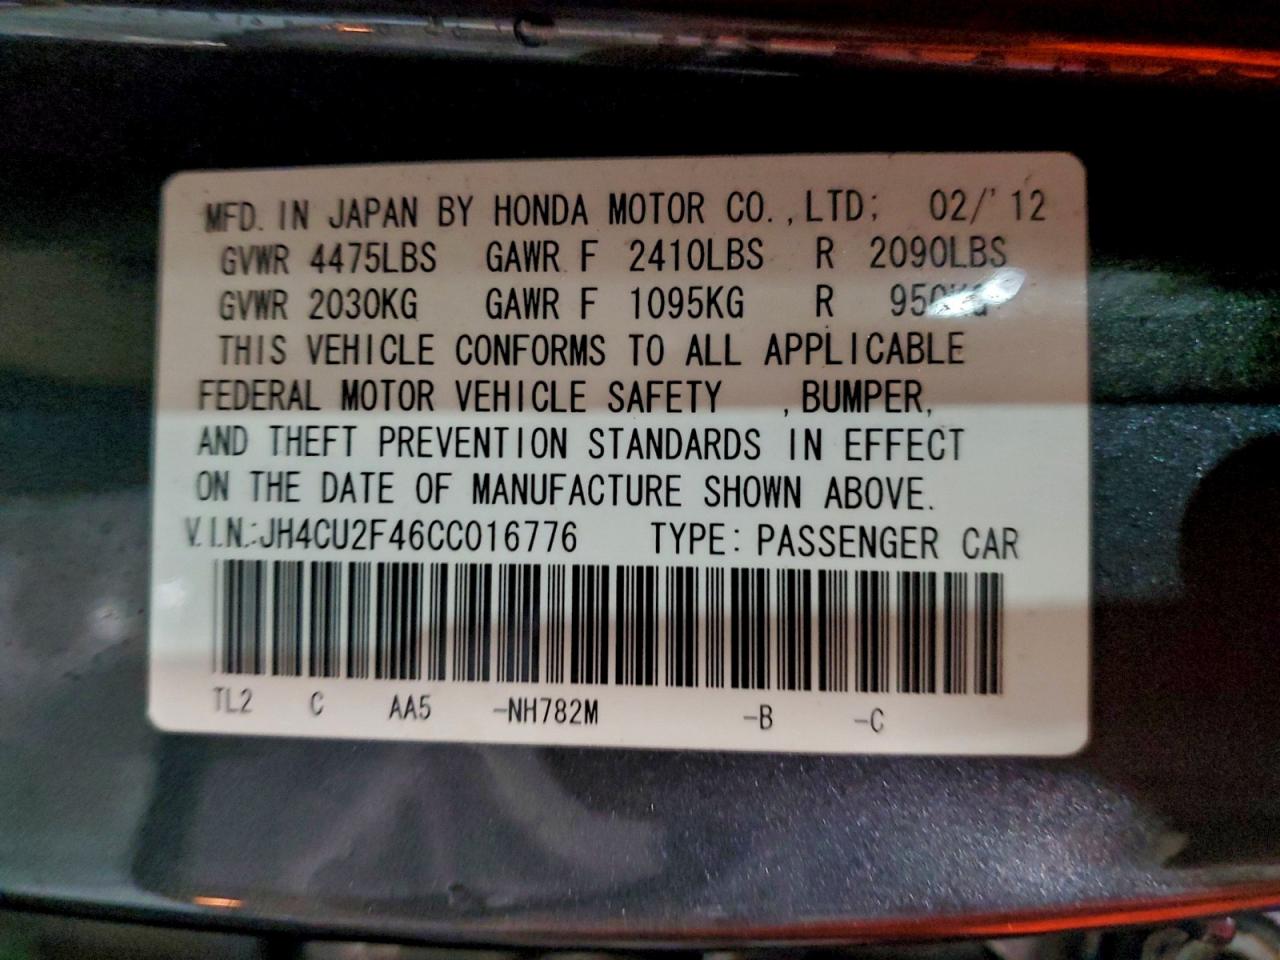 MFD. IN JAPAN BY HONDA MOTOR CO., LTD; 02/'12
GVWR 4475LBS GAWR F 2410LBS R 2090LBS
GVWR 2030KG GAWR F 1095KG R 950KG
THIS VEHICLE CONFORMS TO ALL APPLICABLE
FEDERAL MOTOR VEHICLE SAFETY , BUMPER,
AND THEFT PREVENTION STANDARDS IN EFFECT
ON THE DATE OF MANUFACTURE SHOWN ABOVE.
V.I.N.:JH4CU2F46CC016776 TYPE: PASSENGER CAR
TL2 C AA5 -NH782M -B -C